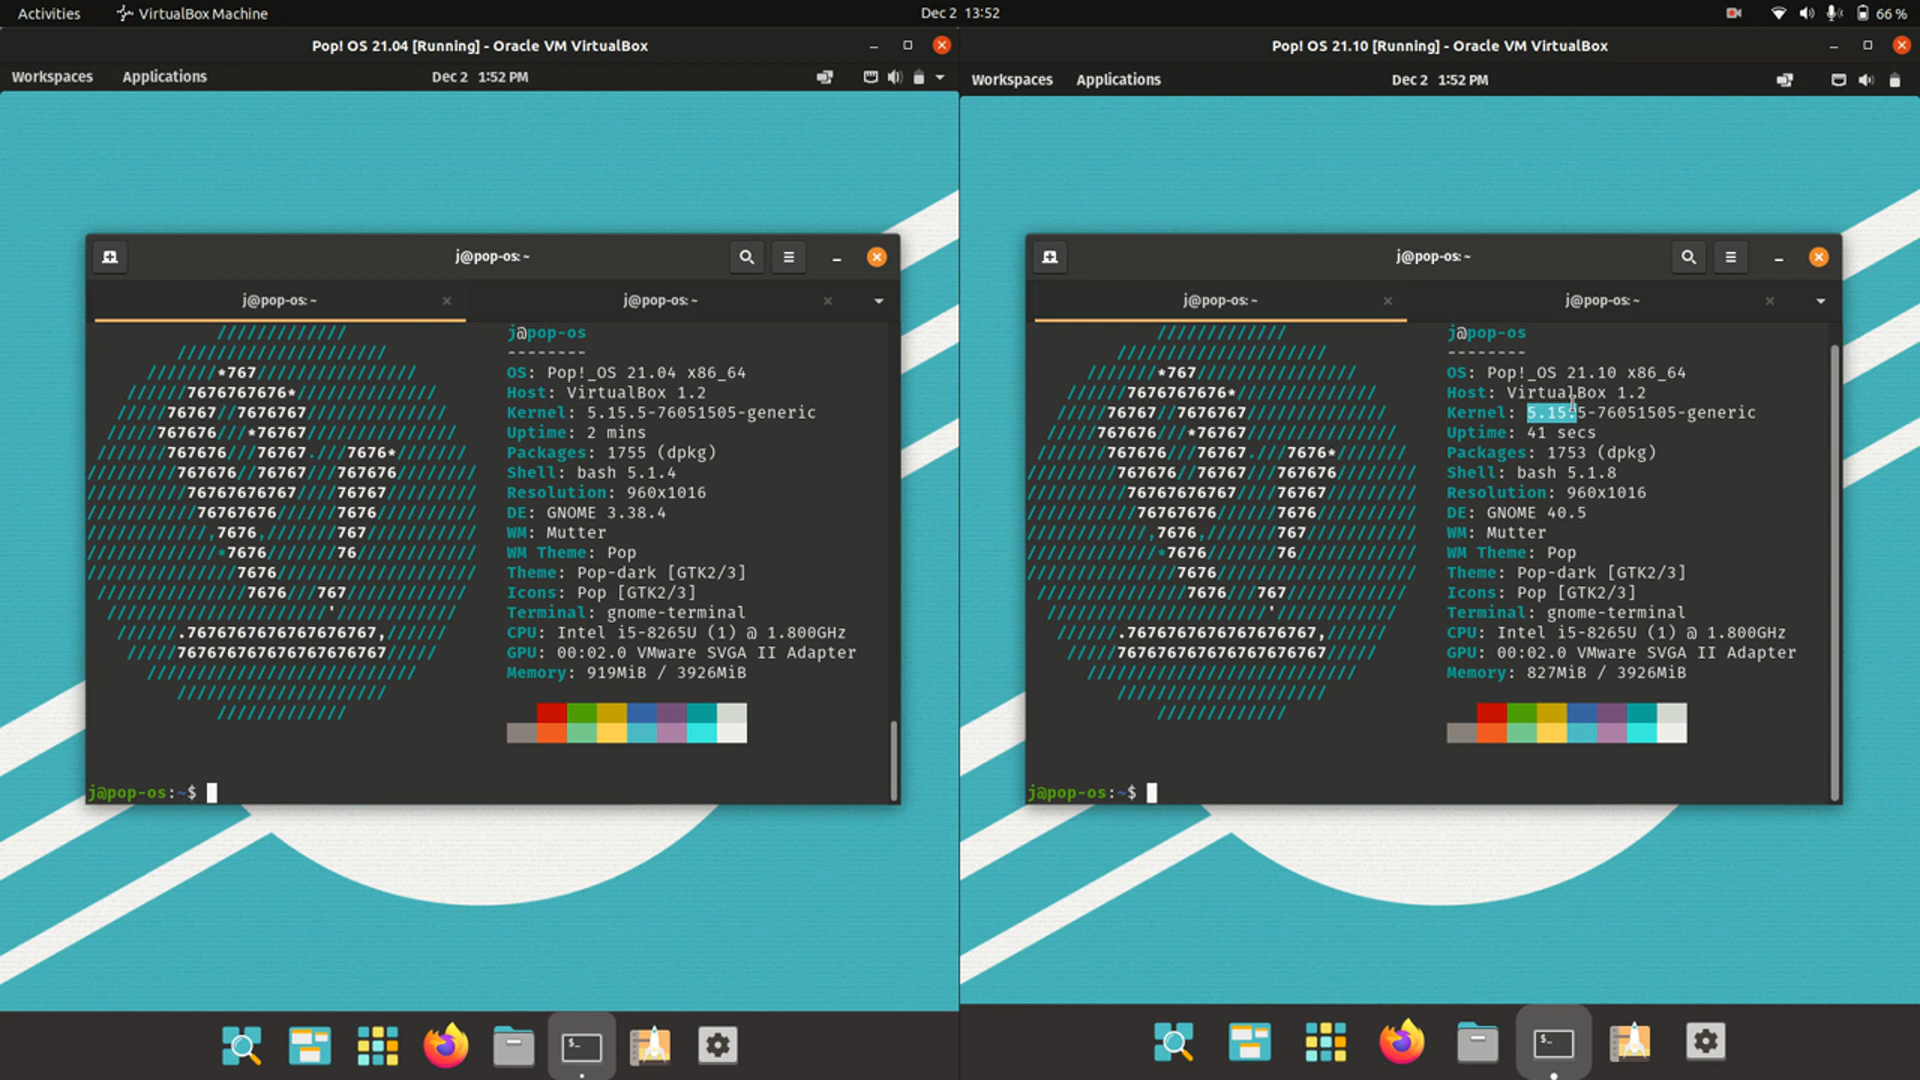 Activities VirtualBox Machine Dec 2 13:52 66 %
Pop! OS 21.04 [Running] - Oracle VM VirtualBox
Workspaces Applications Dec 2 1:52 PM
j@pop-os: ~
j@pop-os: ~ j@pop-os: ~
j@pop-os
--------
OS: Pop!_OS 21.04 x86_64
Host: VirtualBox 1.2
Kernel: 5.15.5-76051505-generic
Uptime: 2 mins
Packages: 1755 (dpkg)
Shell: bash 5.1.4
Resolution: 960x1016
DE: GNOME 3.38.4
WM: Mutter
WM Theme: Pop
Theme: Pop-dark [GTK2/3]
Icons: Pop [GTK2/3]
Terminal: gnome-terminal
CPU: Intel i5-8265U (1) @ 1.800GHz
GPU: 00:02.0 VMware SVGA II Adapter
Memory: 919MiB / 3926MiB
j@pop-os:~$
Pop! OS 21.10 [Running] - Oracle VM VirtualBox
Workspaces Applications Dec 2 1:52 PM
j@pop-os: ~
j@pop-os: ~ j@pop-os: ~
j@pop-os
--------
OS: Pop!_OS 21.10 x86_64
Host: VirtualBox 1.2
Kernel: 5.15.5-76051505-generic
Uptime: 41 secs
Packages: 1753 (dpkg)
Shell: bash 5.1.8
Resolution: 960x1016
DE: GNOME 40.5
WM: Mutter
WM Theme: Pop
Theme: Pop-dark [GTK2/3]
Icons: Pop [GTK2/3]
Terminal: gnome-terminal
CPU: Intel i5-8265U (1) @ 1.800GHz
GPU: 00:02.0 VMware SVGA II Adapter
Memory: 827MiB / 3926MiB
j@pop-os:~$